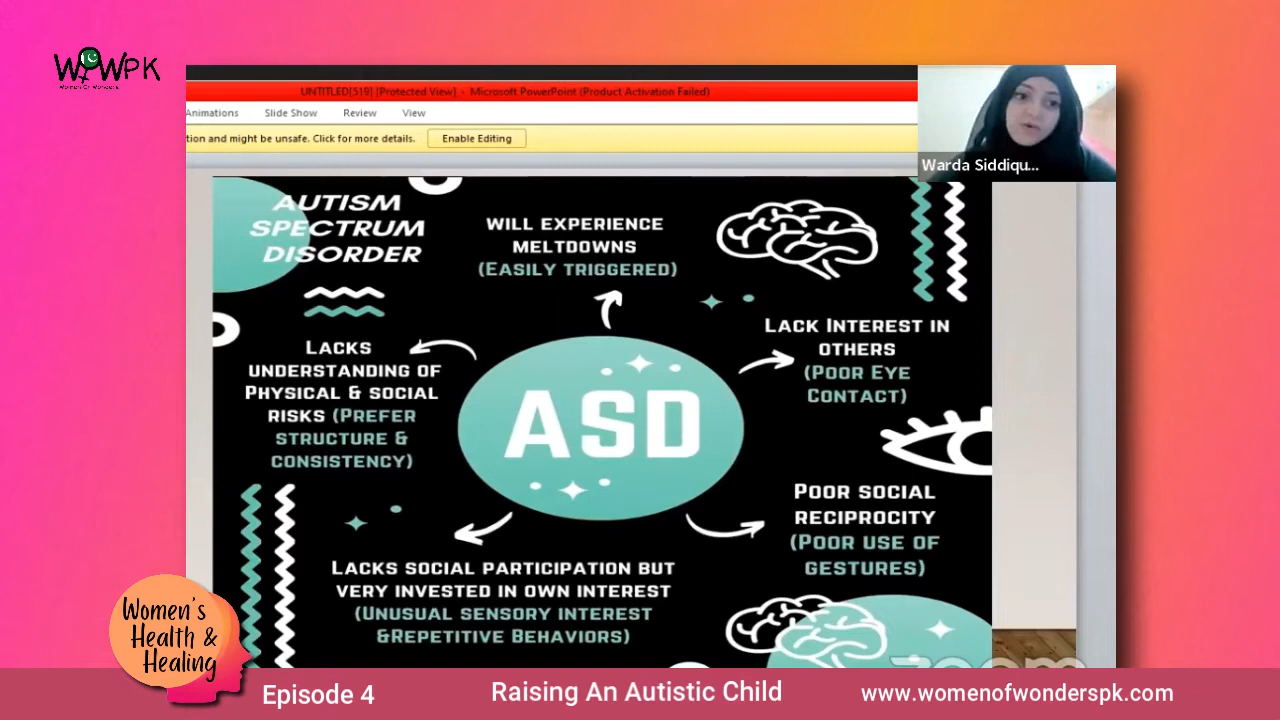 WOWPK
Women Of Wonders
UNTITLED[519] [Protected View] - Microsoft PowerPoint (Product Activation Failed)
Animations Slide Show Review View
tion and might be unsafe. Click for more details. Enable Editing
Warda Siddiqu...
AUTISM
SPECTRUM
DISORDER
WILL EXPERIENCE
MELTDOWNS
(EASILY TRIGGERED)
LACK INTEREST IN
OTHERS
(POOR EYE
CONTACT)
LACKS
UNDERSTANDING OF
PHYSICAL & SOCIAL
RISKS (PREFER
STRUCTURE &
CONSISTENCY)
ASD
POOR SOCIAL
RECIPROCITY
(POOR USE OF
GESTURES)
LACKS SOCIAL PARTICIPATION BUT
VERY INVESTED IN OWN INTEREST
(UNUSUAL SENSORY INTEREST
&REPETITIVE BEHAVIORS)
zoom
Women's
Health &
Healing
Episode 4
Raising An Autistic Child
www.womenofwonderspk.com